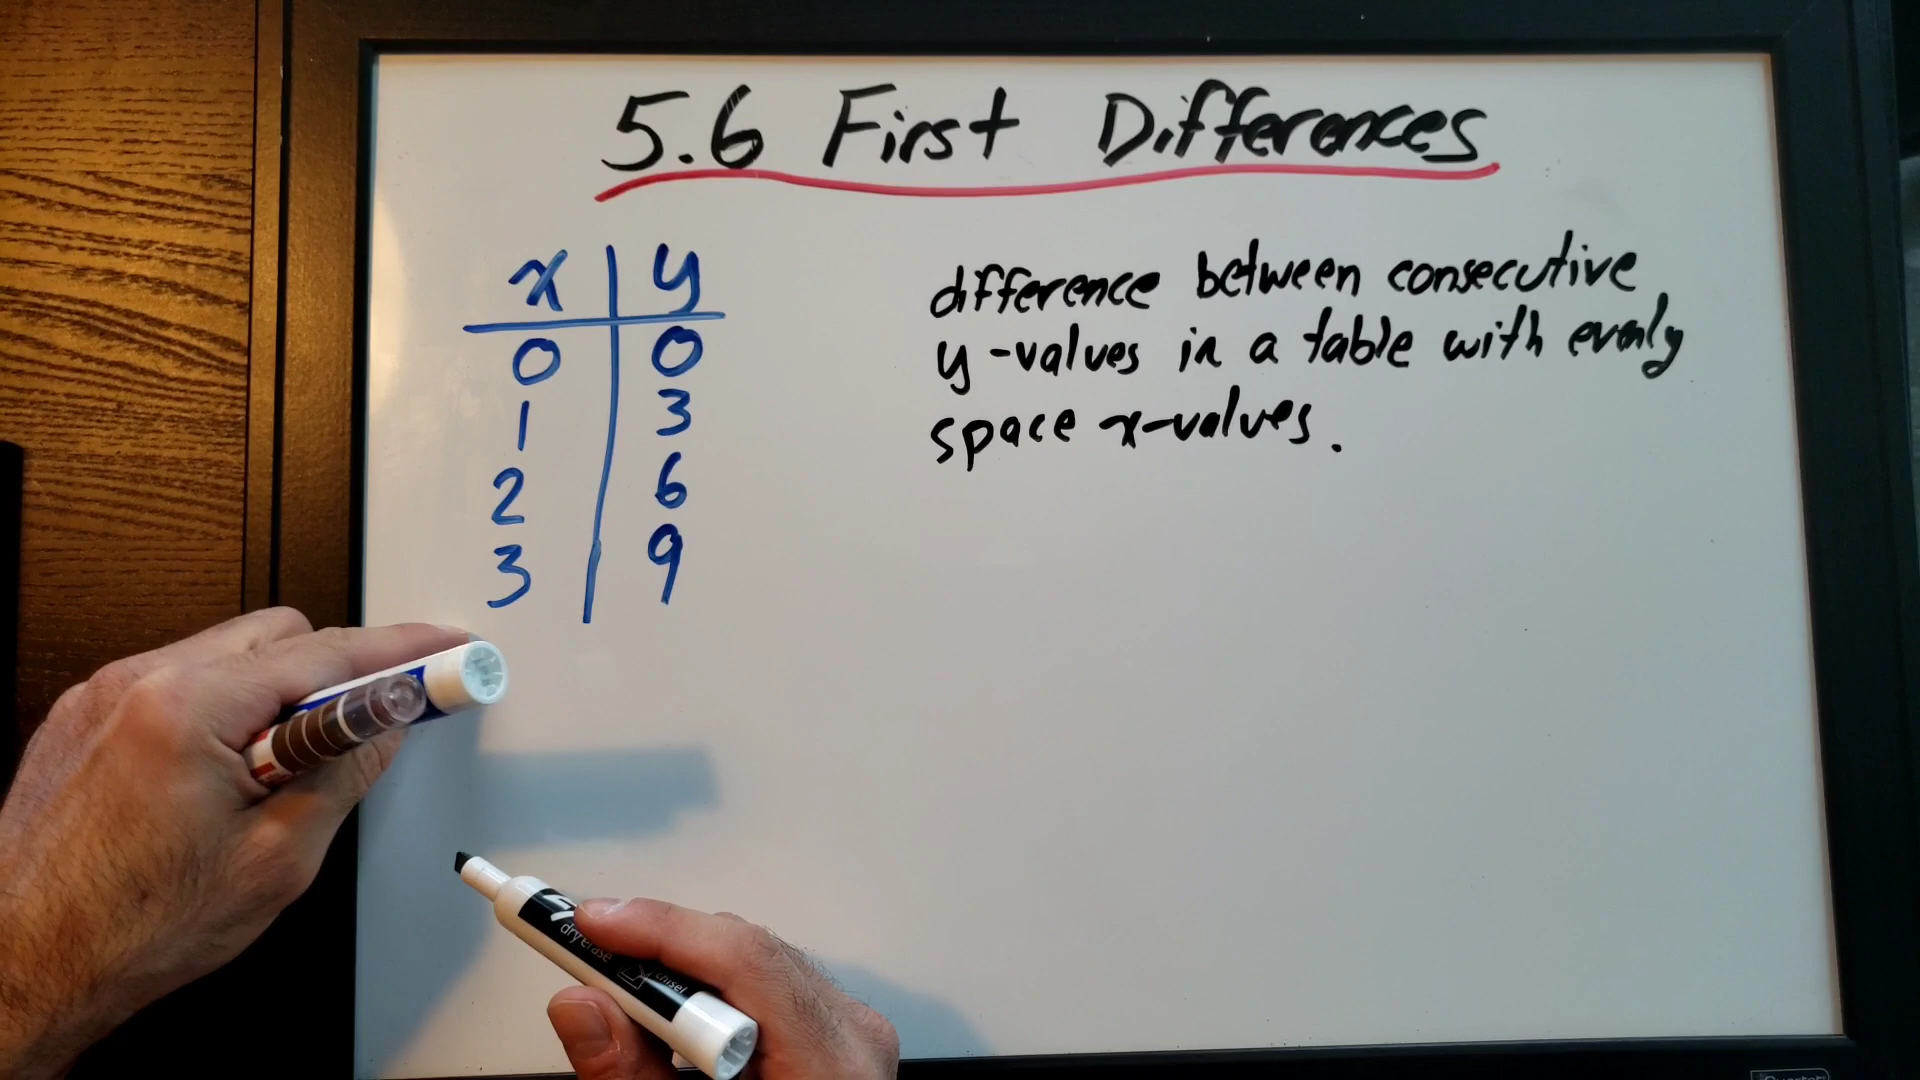 5.6 First Differences
x y
0 0
1 3
2 6
3 9
difference between consecutive
y-values in a table with evenly
space x-values.
dry erase
chisel